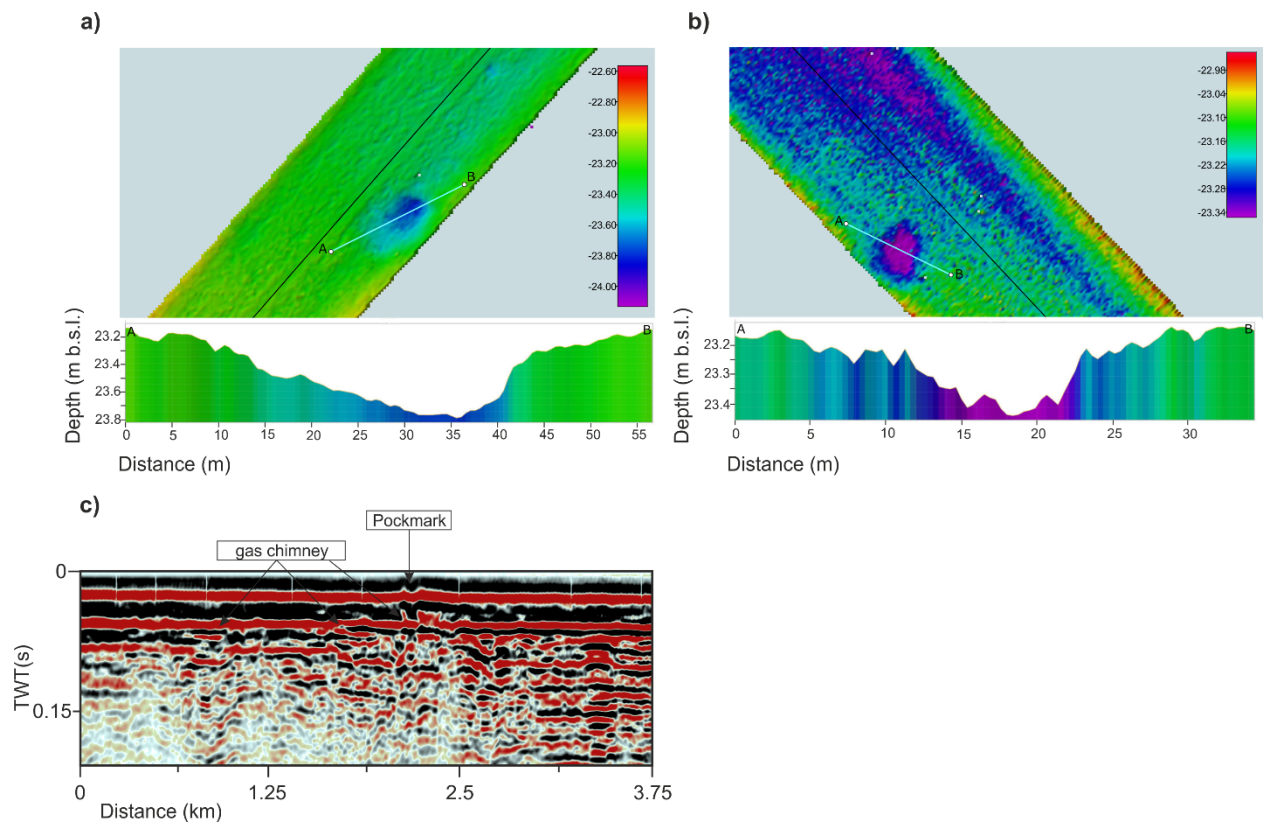 a)
-22.60
-22.80
-23.00
-23.20
-23.40
-23.60
-23.80
-24.00
A
B
Depth (m b.s.l.)
23.2
23.4
23.6
23.8
A
B
0
5
10
15
20
25
30
35
40
45
50
55
Distance (m)
b)
-22.98
-23.04
-23.10
-23.16
-23.22
-23.28
-23.34
A
B
Depth (m b.s.l.)
23.2
23.3
23.4
A
B
0
5
10
15
20
25
30
Distance (m)
c)
Pockmark
gas chimney
TWT(s)
0
0.15
0
1.25
2.5
3.75
Distance (km)